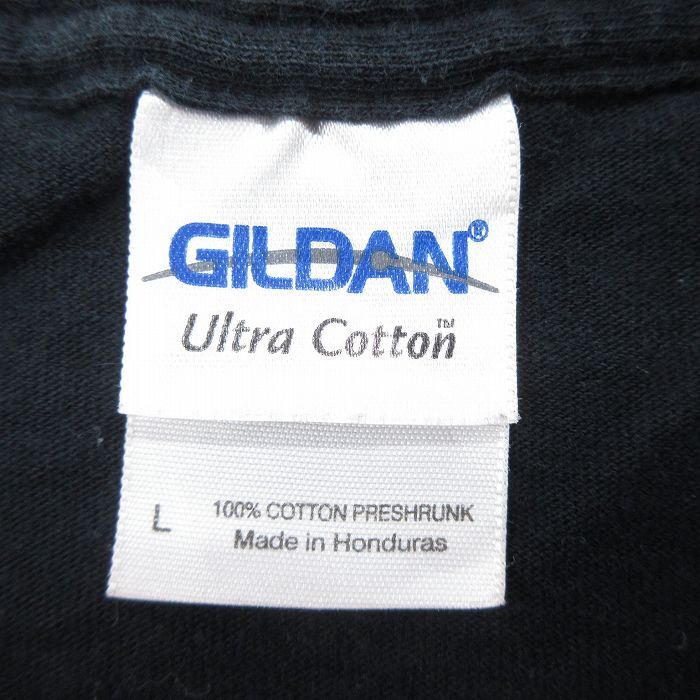 GILDAN®
Ultra Cotton™
L
100% COTTON PRESHRUNK
Made in Honduras